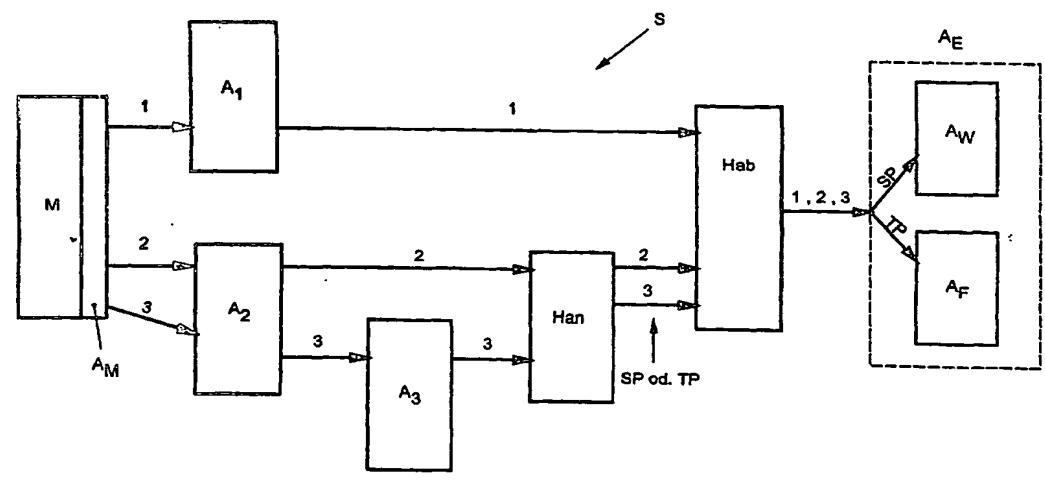 S
A_E
A_1
1
1
A_W
Hab
SP
M
1 , 2 , 3
2
2
2
TP
3
3
A_2
Han
A_F
3
3
A_M
SP od. TP
A_3